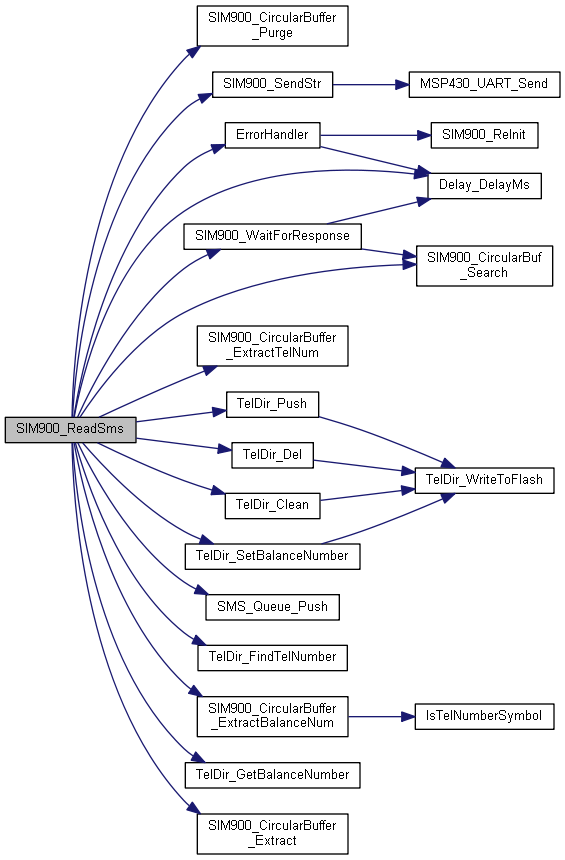 SIM900_CircularBuffer
_Purge
SIM900_SendStr
MSP430_UART_Send
ErrorHandler
SIM900_ReInit
Delay_DelayMs
SIM900_WaitForResponse
SIM900_CircularBuf
_Search
SIM900_CircularBuffer
_ExtractTelNum
TelDir_Push
SIM900_ReadSms
TelDir_Del
TelDir_WriteToFlash
TelDir_Clean
TelDir_SetBalanceNumber
SMS_Queue_Push
TelDir_FindTelNumber
SIM900_CircularBuffer
_ExtractBalanceNum
IsTelNumberSymbol
TelDir_GetBalanceNumber
SIM900_CircularBuffer
_Extract